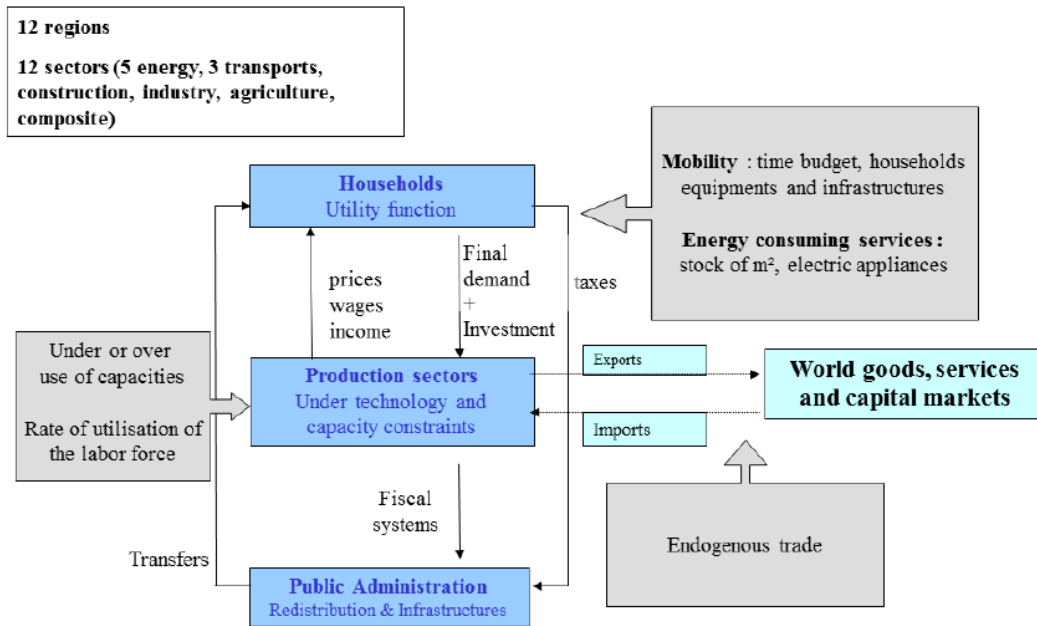 12 regions
12 sectors (5 energy, 3 transports,
construction, industry, agriculture,
composite)
Households
Utility function
Mobility : time budget, households
equipments and infrastructures
Energy consuming services :
stock of m², electric appliances
prices
wages
income
Final
demand
+
Investment
taxes
Under or over
use of capacities
Rate of utilisation of
the labor force
Production sectors
Under technology and
capacity constraints
Exports
Imports
World goods, services
and capital markets
Fiscal
systems
Endogenous trade
Transfers
Public Administration
Redistribution & Infrastructures